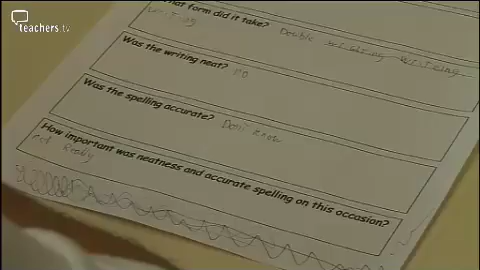 teachers.tv
What form did it take? Double writing writing
Was the writing neat? no
Was the spelling accurate? Don't know
How important was neatness and accurate spelling on this occasion?
not Really